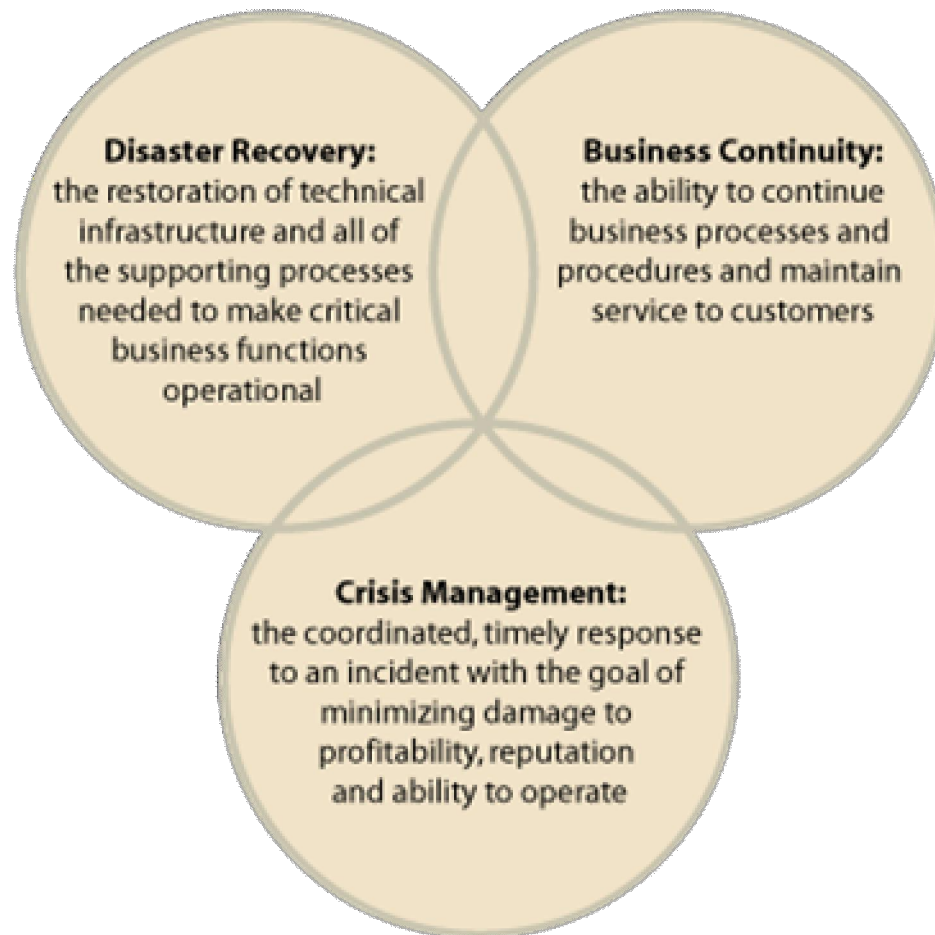 Disaster Recovery:
the restoration of technical
infrastructure and all of
the supporting processes
needed to make critical
business functions
operational
Business Continuity:
the ability to continue
business processes and
procedures and maintain
service to customers
Crisis Management:
the coordinated, timely response
to an incident with the goal of
minimizing damage to
profitability, reputation
and ability to operate